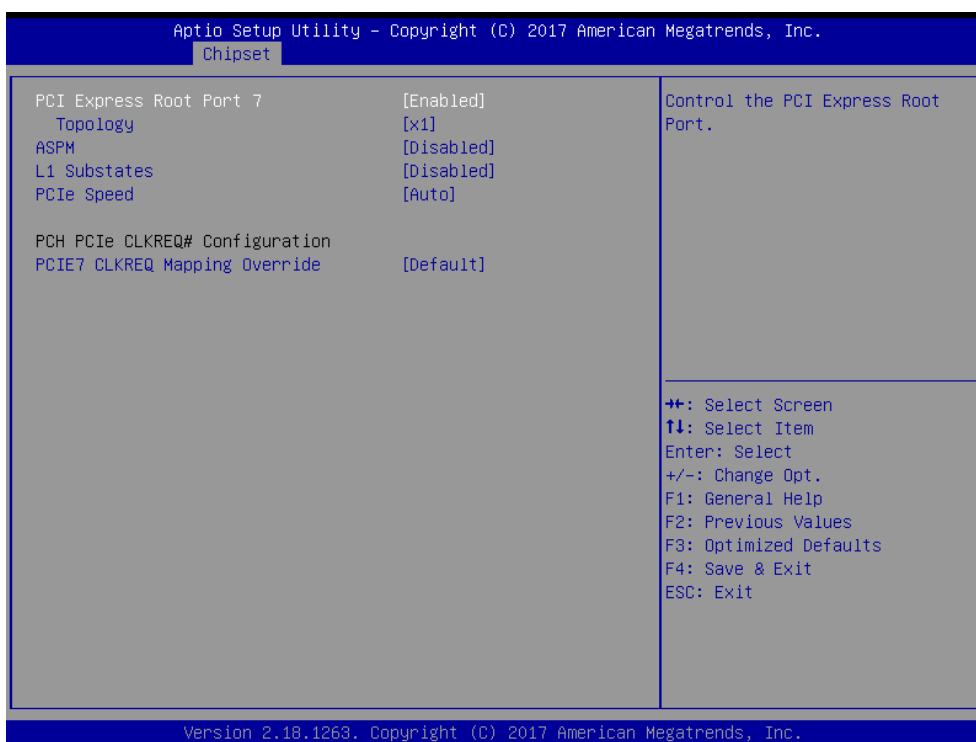 Aptio Setup Utility – Copyright (C) 2017 American Megatrends, Inc.
Chipset
PCI Express Root Port 7 [Enabled]
Topology [x1]
ASPM [Disabled]
L1 Substates [Disabled]
PCIe Speed [Auto]
PCH PCIe CLKREQ# Configuration
PCIE7 CLKREQ Mapping Override [Default]
Control the PCI Express Root
Port.
→←: Select Screen
↑↓: Select Item
Enter: Select
+/-: Change Opt.
F1: General Help
F2: Previous Values
F3: Optimized Defaults
F4: Save & Exit
ESC: Exit
Version 2.18.1263. Copyright (C) 2017 American Megatrends, Inc.